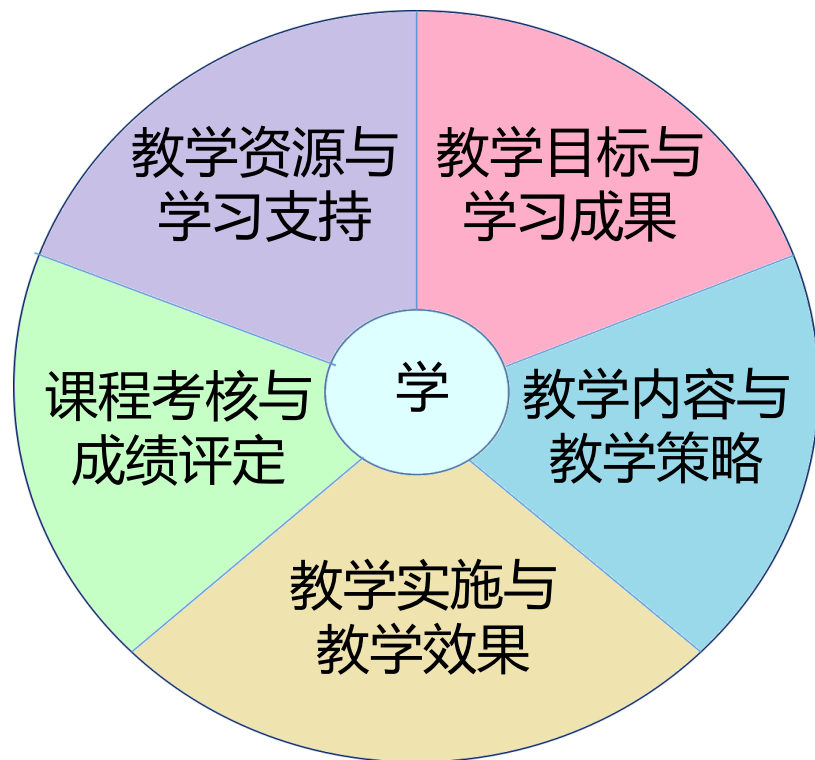 教学资源与
学习支持
教学目标与
学习成果
课程考核与
成绩评定
学
教学内容与
教学策略
教学实施与
教学效果